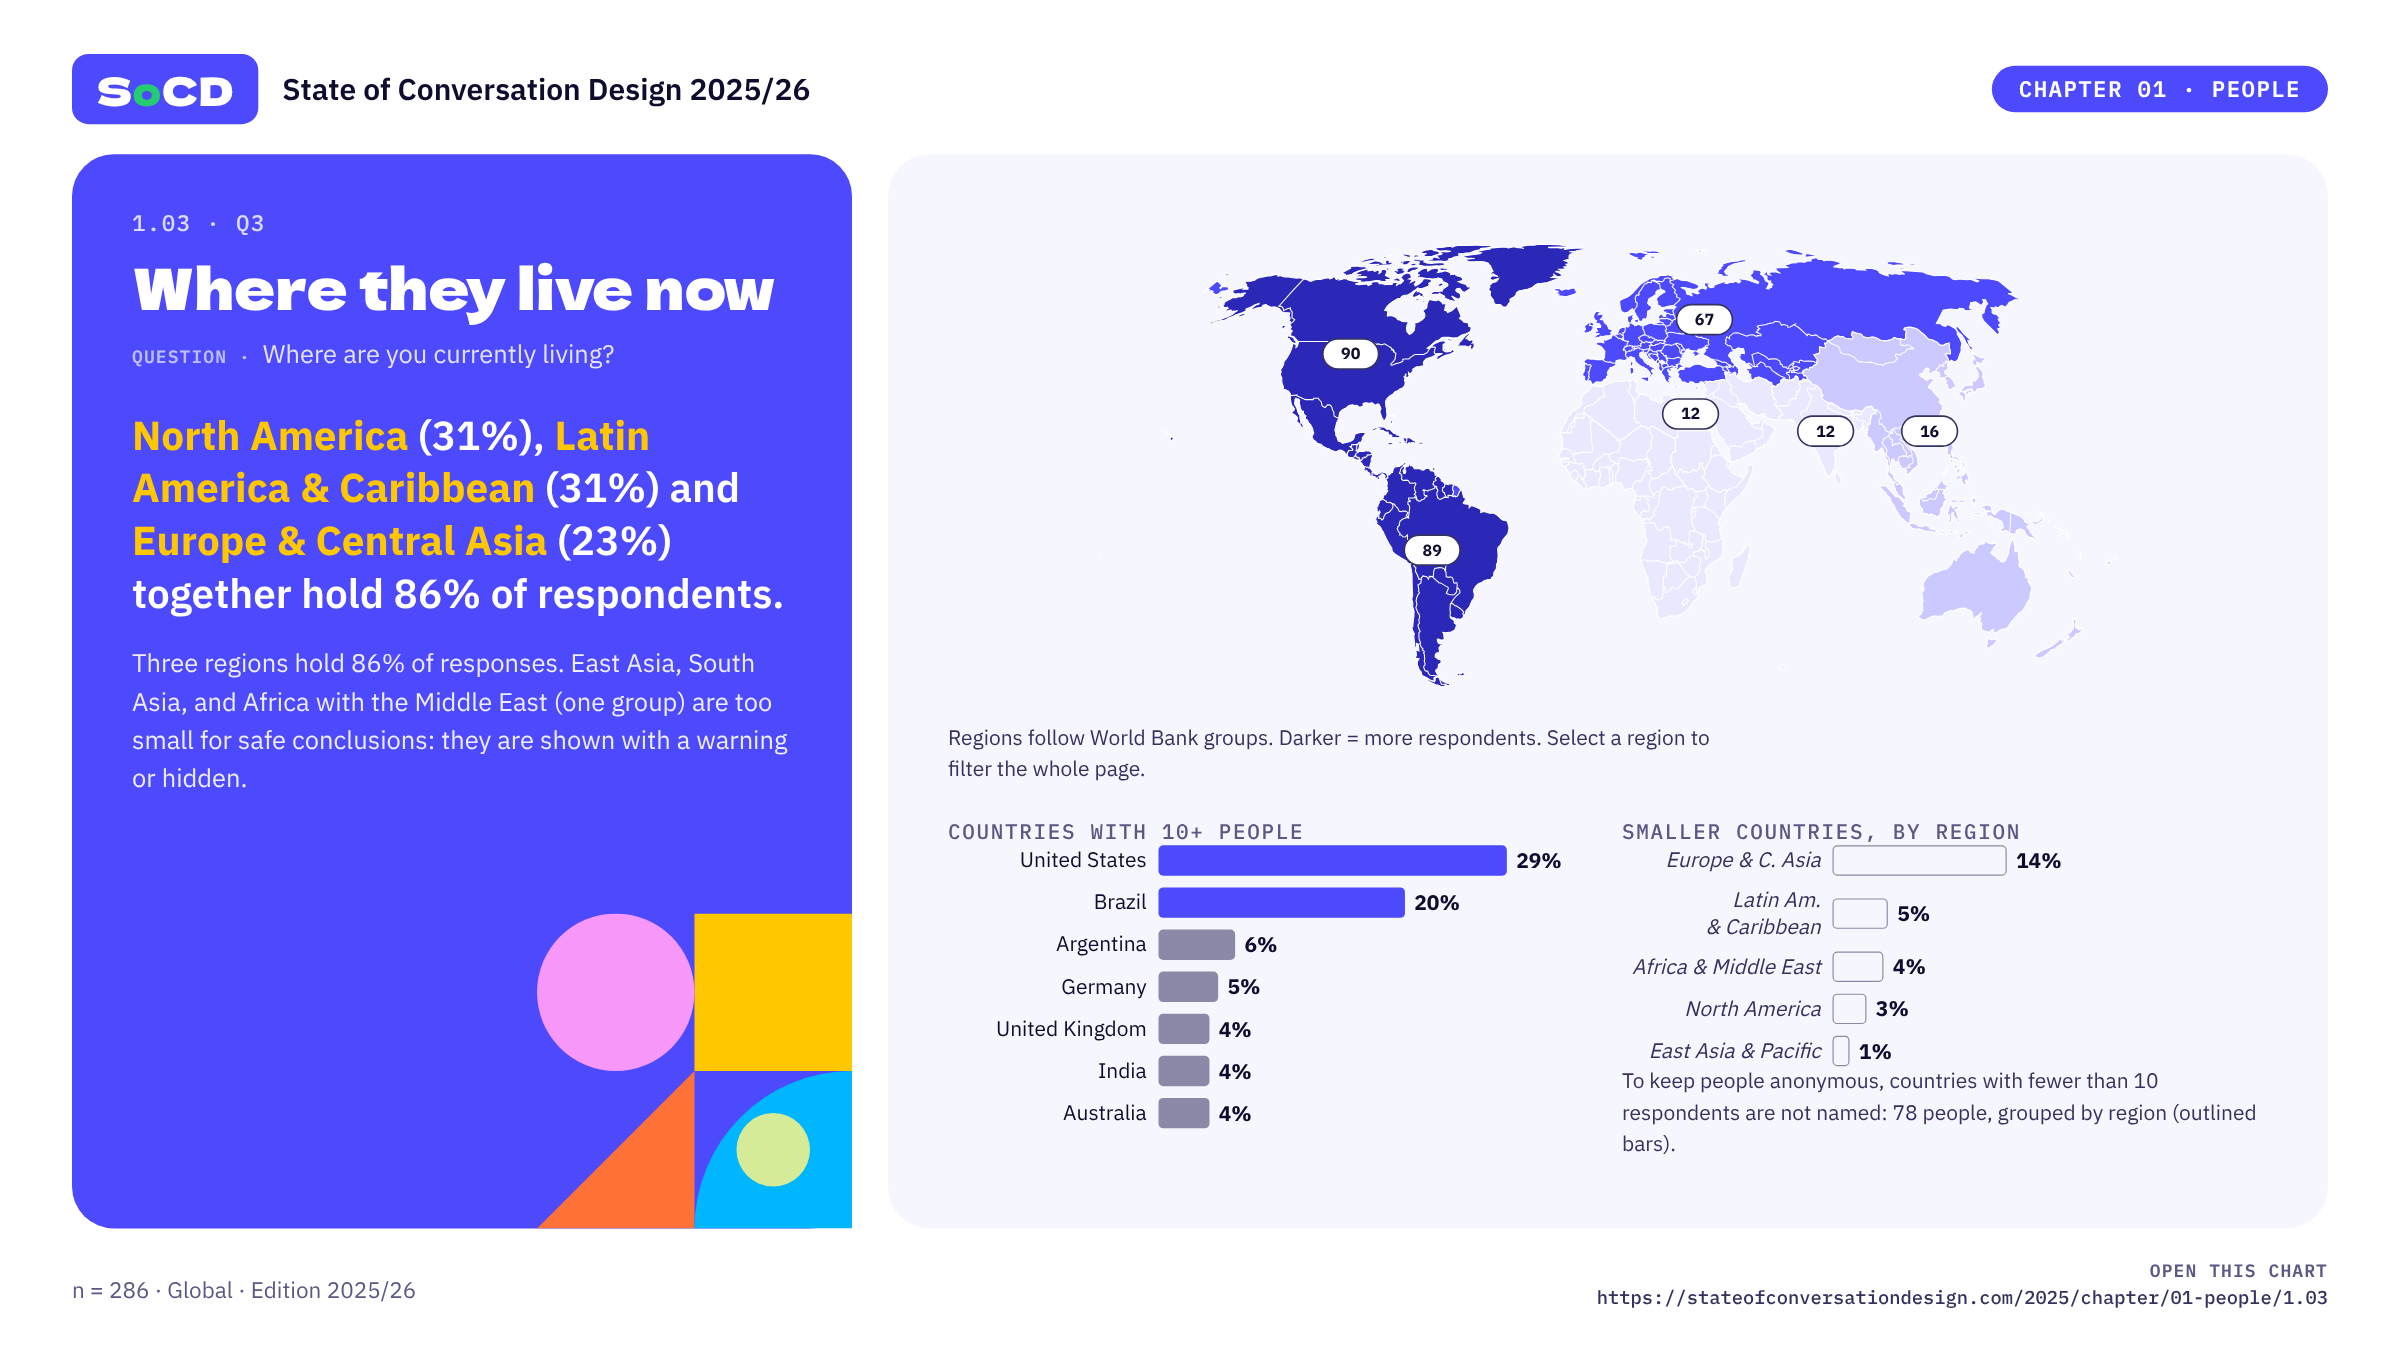 SoCD
State of Conversation Design 2025/26
CHAPTER 01 · PEOPLE
1.03 · Q3
Where they live now
QUESTION · Where are you currently living?
North America (31%), Latin
America & Caribbean (31%) and
Europe & Central Asia (23%)
together hold 86% of respondents.
Three regions hold 86% of responses. East Asia, South
Asia, and Africa with the Middle East (one group) are too
small for safe conclusions: they are shown with a warning
or hidden.
67
90
12
12
16
89
Regions follow World Bank groups. Darker = more respondents. Select a region to
filter the whole page.
COUNTRIES WITH 10+ PEOPLE
United States 29%
Brazil 20%
Argentina 6%
Germany 5%
United Kingdom 4%
India 4%
Australia 4%
SMALLER COUNTRIES, BY REGION
Europe & C. Asia 14%
Latin Am.
& Caribbean 5%
Africa & Middle East 4%
North America 3%
East Asia & Pacific 1%
To keep people anonymous, countries with fewer than 10
respondents are not named: 78 people, grouped by region (outlined
bars).
n = 286 · Global · Edition 2025/26
OPEN THIS CHART
https://stateofconversationdesign.com/2025/chapter/01-people/1.03